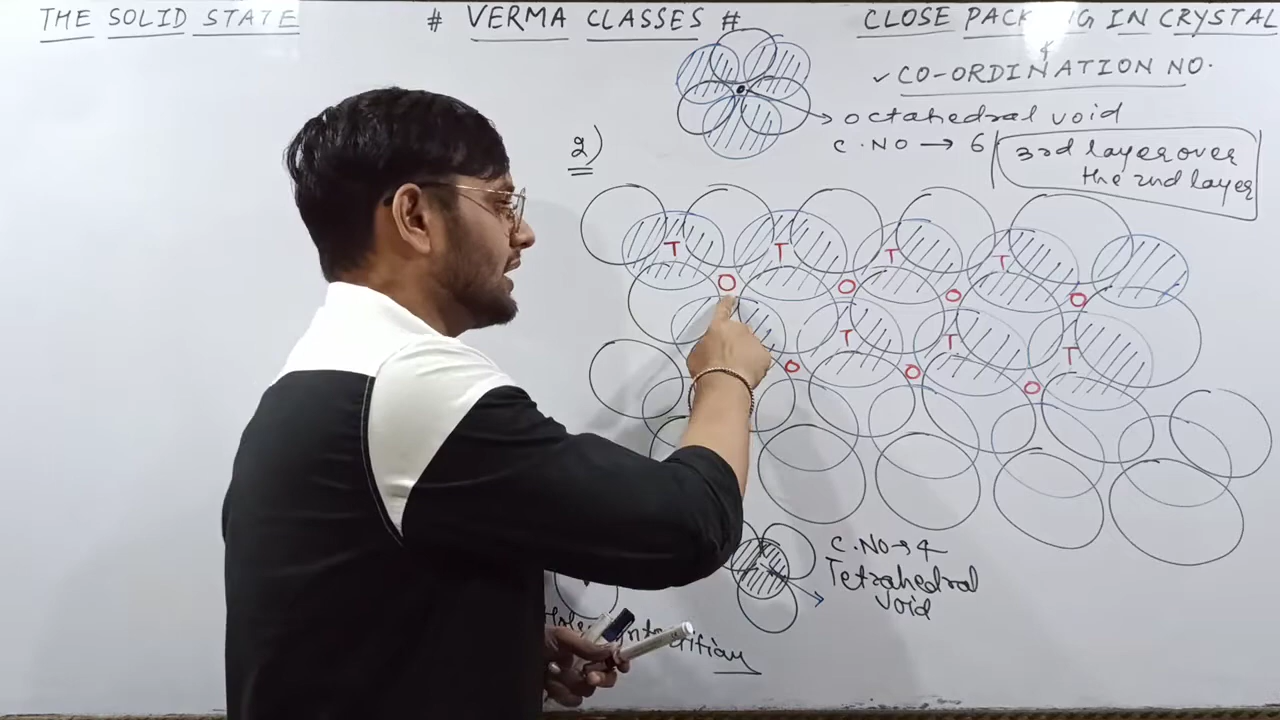 THE SOLID STATE
# VERMA CLASSES #
CLOSE PACKING IN CRYSTAL
&
✓ CO-ORDINATION NO.
octahedral void
C.NO → 6
3rd layer over
the 2nd layer
2)
T T T T
O O O O
T T T
O O O
C.NO→4
Tetrahedral
void